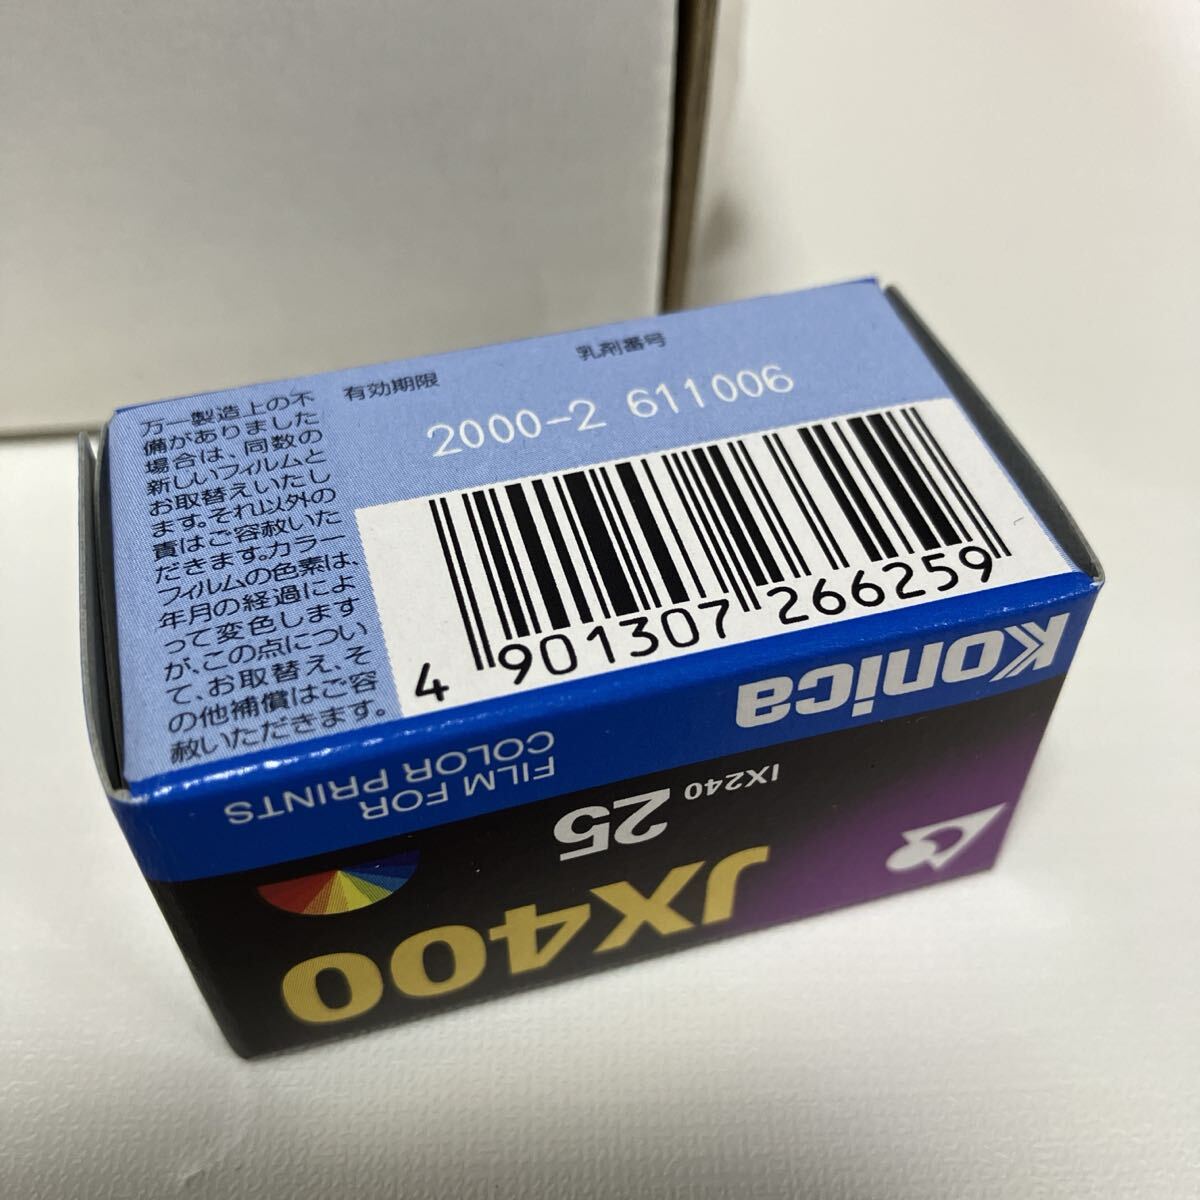 万一製造上の不
備がありました
場合は、同数の
新しいフィルムと
お取替えいたし
ます。それ以外の
責はご容赦いた
だきます。カラー
フィルムの色素は、
年月の経過によ
って変色します
が、この点につい
て、お取替え、そ
の他補償はご容
赦いただきます。
有効期限
乳剤番号
2000-2 611006
4 901307 266259
Konica
FILM FOR
COLOR PRINTS
IX240
25
JX400